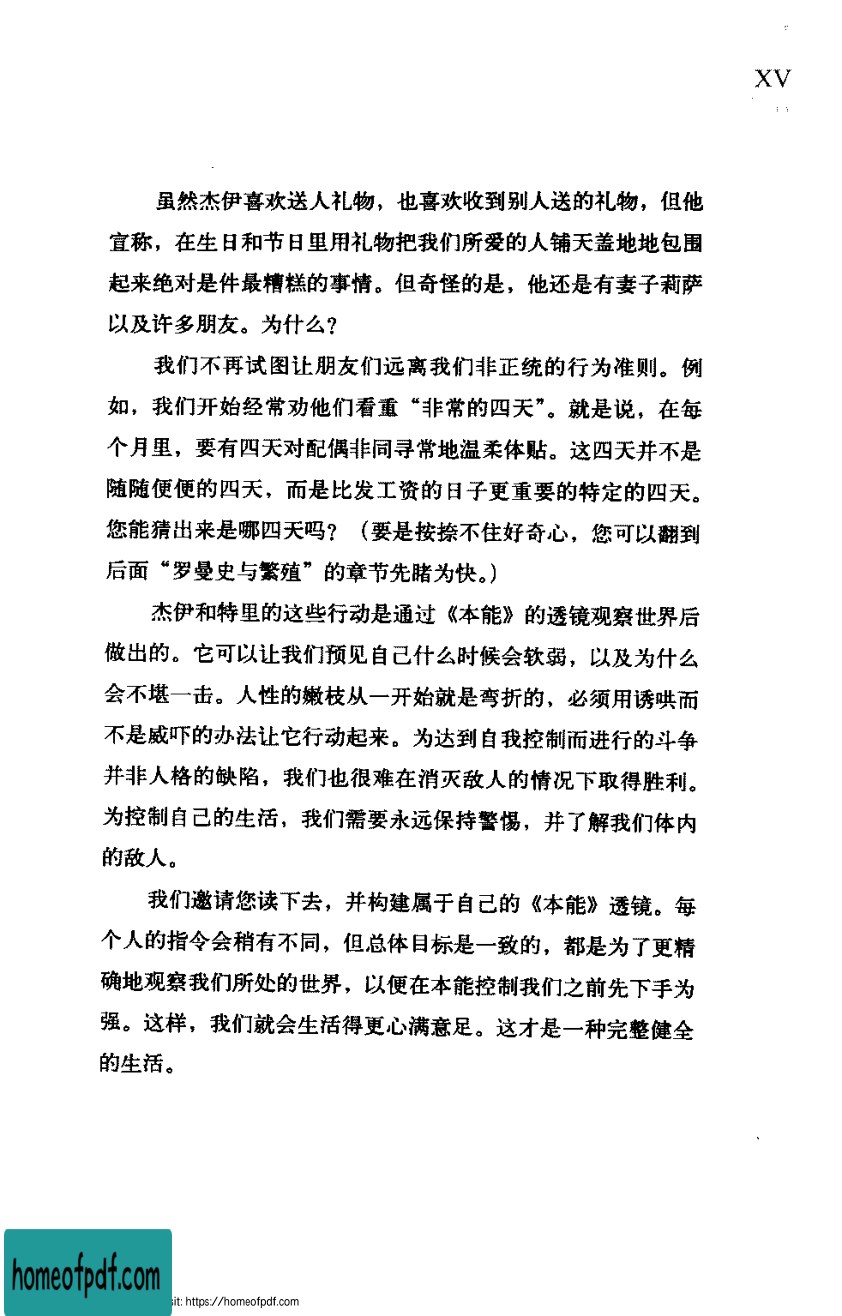 XV
虽然杰伊喜欢送人礼物，也喜欢收到别人送的礼物，但他
宣称，在生日和节日里用礼物把我们所爱的人铺天盖地地包围
起来绝对是件最糟糕的事情。但奇怪的是，他还是有妻子莉萨
以及许多朋友。为什么？
我们不再试图让朋友们远离我们非正统的行为准则。例
如，我们开始经常劝他们看重“非常的四天”。就是说，在每
个月里，要有四天对配偶非同寻常地温柔体贴。这四天并不是
随随便便的四天，而是比发工资的日子更重要的特定的四天。
您能猜出来是哪四天吗？（要是按捺不住好奇心，您可以翻到
后面“罗曼史与繁殖”的章节先睹为快。）
杰伊和特里的这些行动是通过《本能》的透镜观察世界后
做出的。它可以让我们预见自己什么时候会软弱，以及为什么
会不堪一击。人性的嫩枝从一开始就是弯折的，必须用诱哄而
不是威吓的办法让它行动起来。为达到自我控制而进行的斗争
并非人格的缺陷，我们也很难在消灭敌人的情况下取得胜利。
为控制自己的生活，我们需要永远保持警惕，并了解我们体内
的敌人。
我们邀请您读下去，并构建属于自己的《本能》透镜。每
个人的指令会稍有不同，但总体目标是一致的，都是为了更精
确地观察我们所处的世界，以便在本能控制我们之前先下手为
强。这样，我们就会生活得更心满意足。这才是一种完整健全
的生活。
homeofpdf.com
sit: https://homeofpdf.com